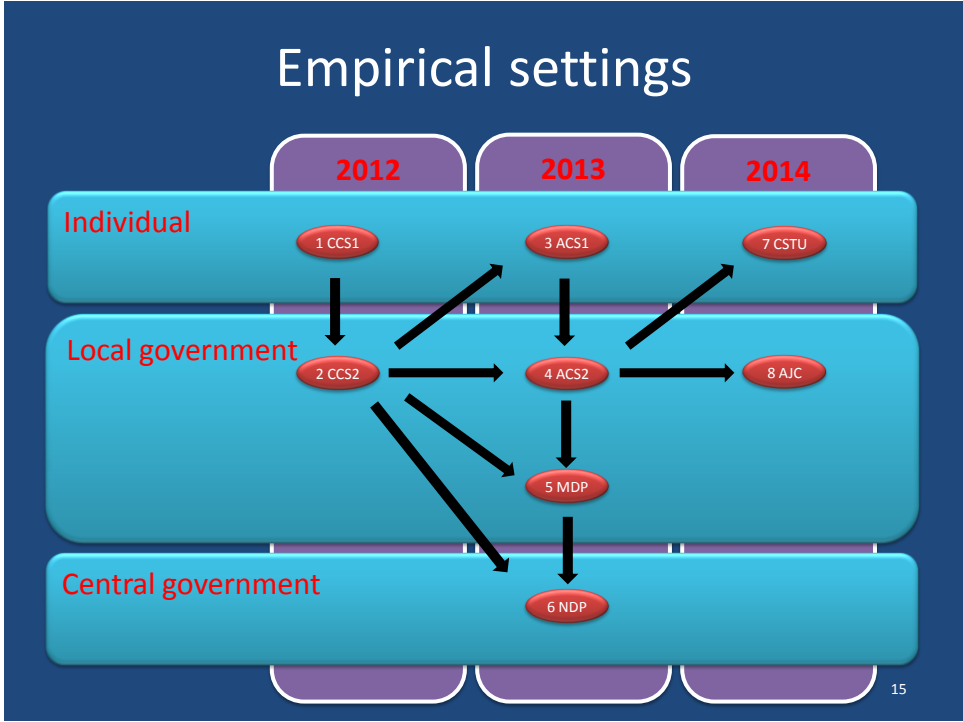 Empirical settings
2012
2013
2014
Individual
1 CCS1
3 ACS1
7 CSTU
Local government
2 CCS2
4 ACS2
8 AJC
5 MDP
Central government
6 NDP
15